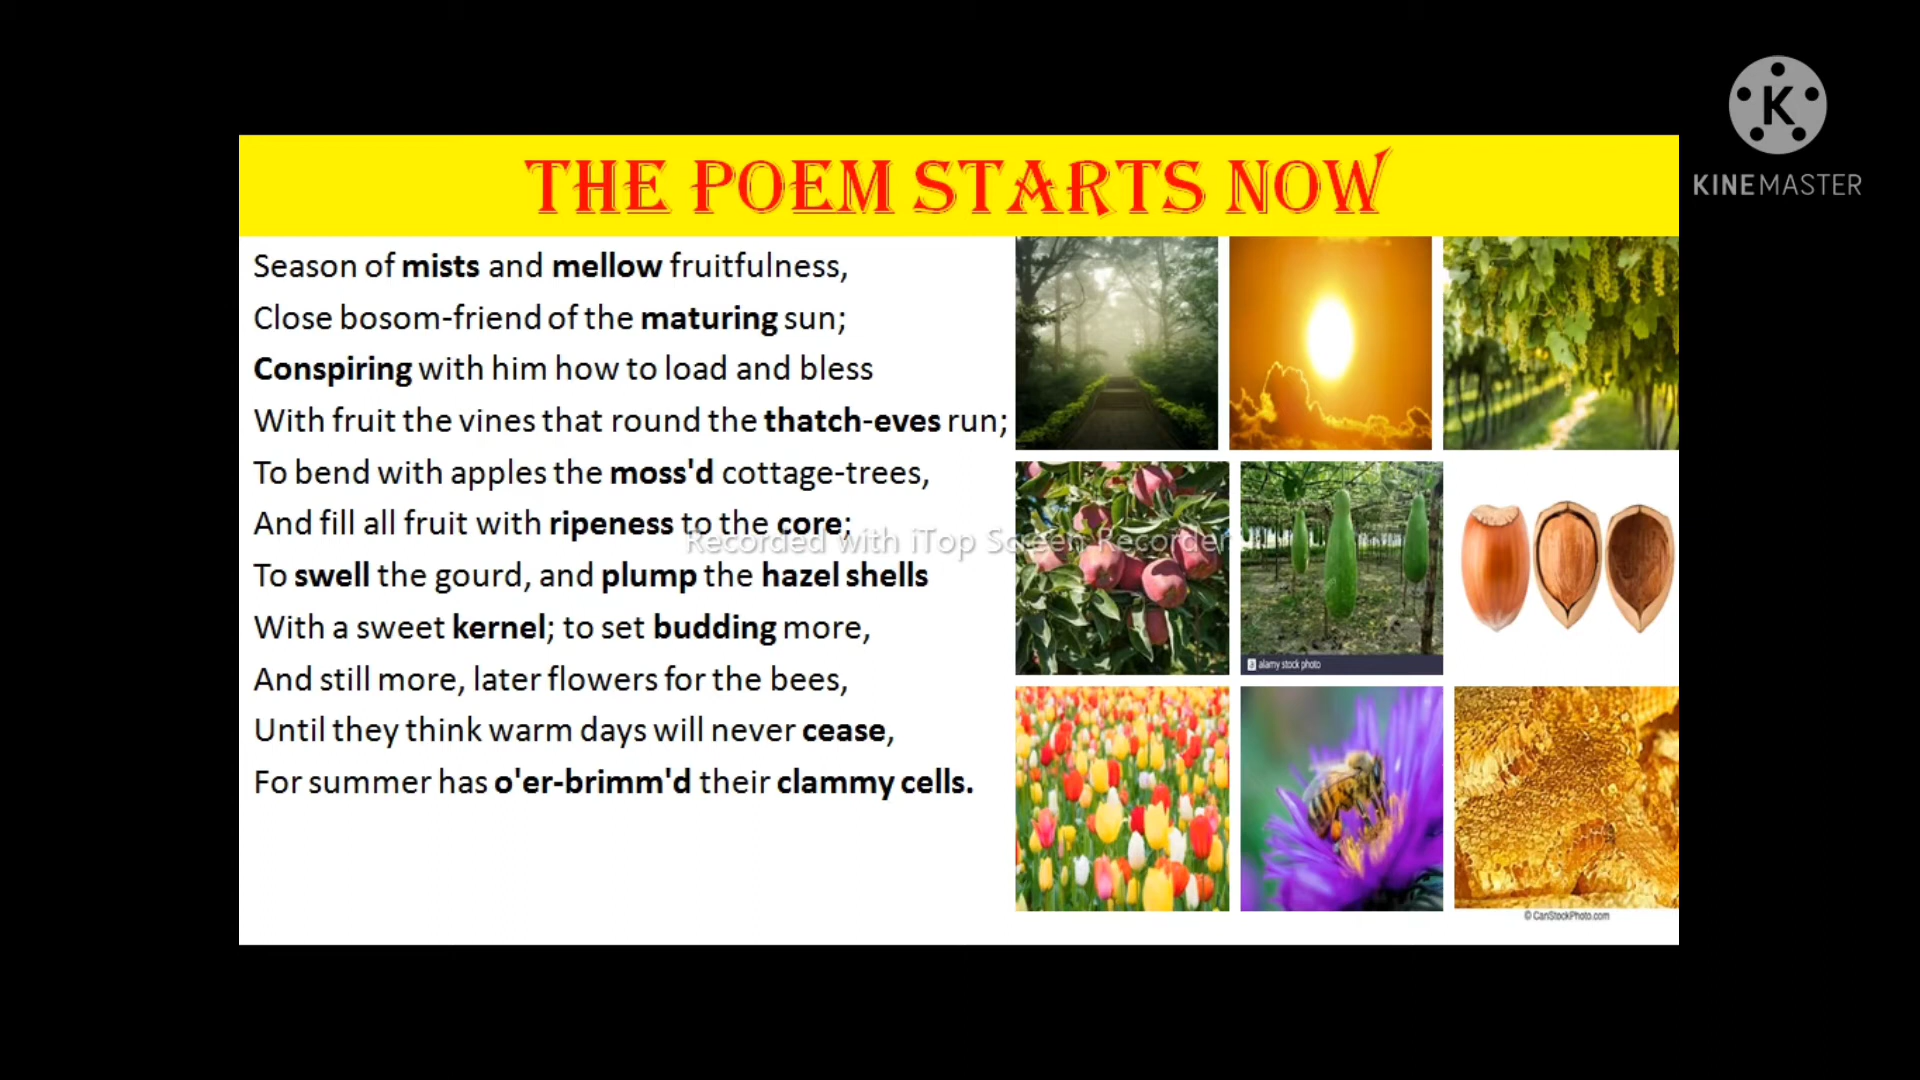 K
KINEMASTER
THE POEM STARTS NOW
Season of mists and mellow fruitfulness,
Close bosom-friend of the maturing sun;
Conspiring with him how to load and bless
With fruit the vines that round the thatch-eves run;
To bend with apples the moss'd cottage-trees,
And fill all fruit with ripeness to the core;
Recorded with iTop Screen Recorder
To swell the gourd, and plump the hazel shells
With a sweet kernel; to set budding more,
And still more, later flowers for the bees,
Until they think warm days will never cease,
For summer has o'er-brimm'd their clammy cells.
a alamy stock photo
© CanStockPhoto.com